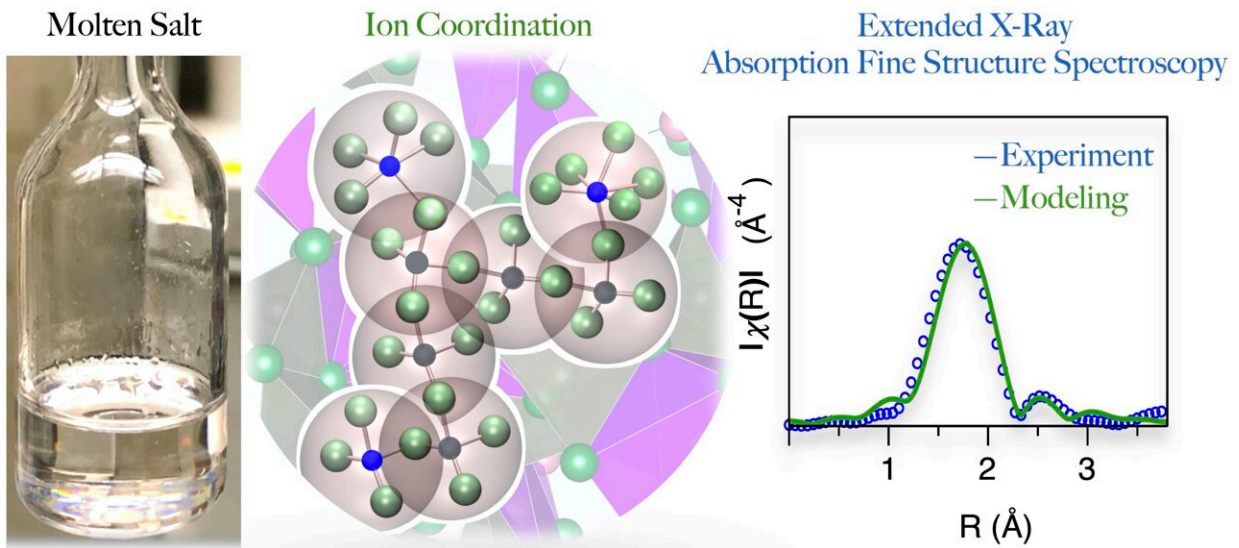 Molten Salt
Ion Coordination
Extended X-Ray
Absorption Fine Structure Spectroscopy
—Experiment
—Modeling
|χ(R)| (Å⁻⁴)
1 2 3
R (Å)